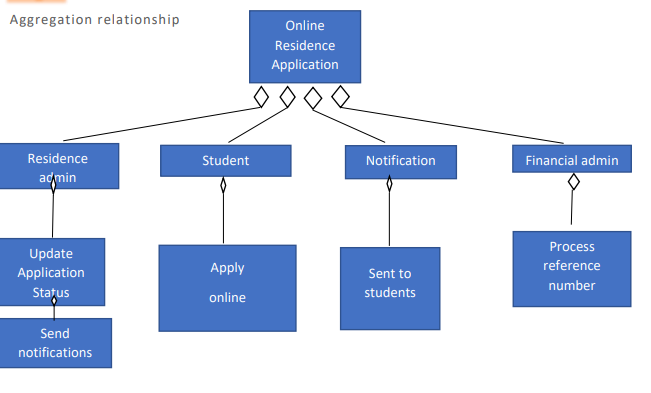 Aggregation relationship
Online
Residence
Application
Residence
admin
Student
Notification
Financial admin
Update
Application
Status
Apply
online
Sent to
students
Process
reference
number
Send
notifications